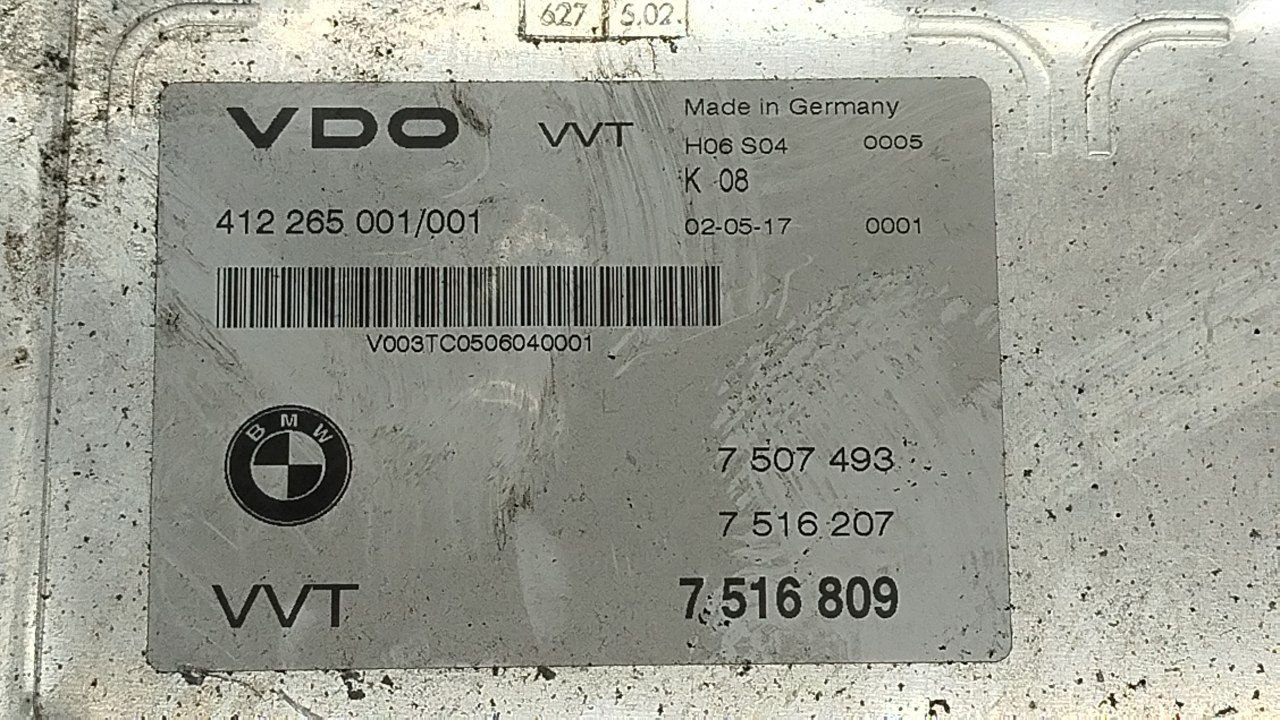 627 5.02.
VDO VVT
Made in Germany
H06 S04 0005
K 08
412 265 001/001
02-05-17 0001
V003TC0506040001
BMW
7 507 493
7 516 207
VVT 7 516 809